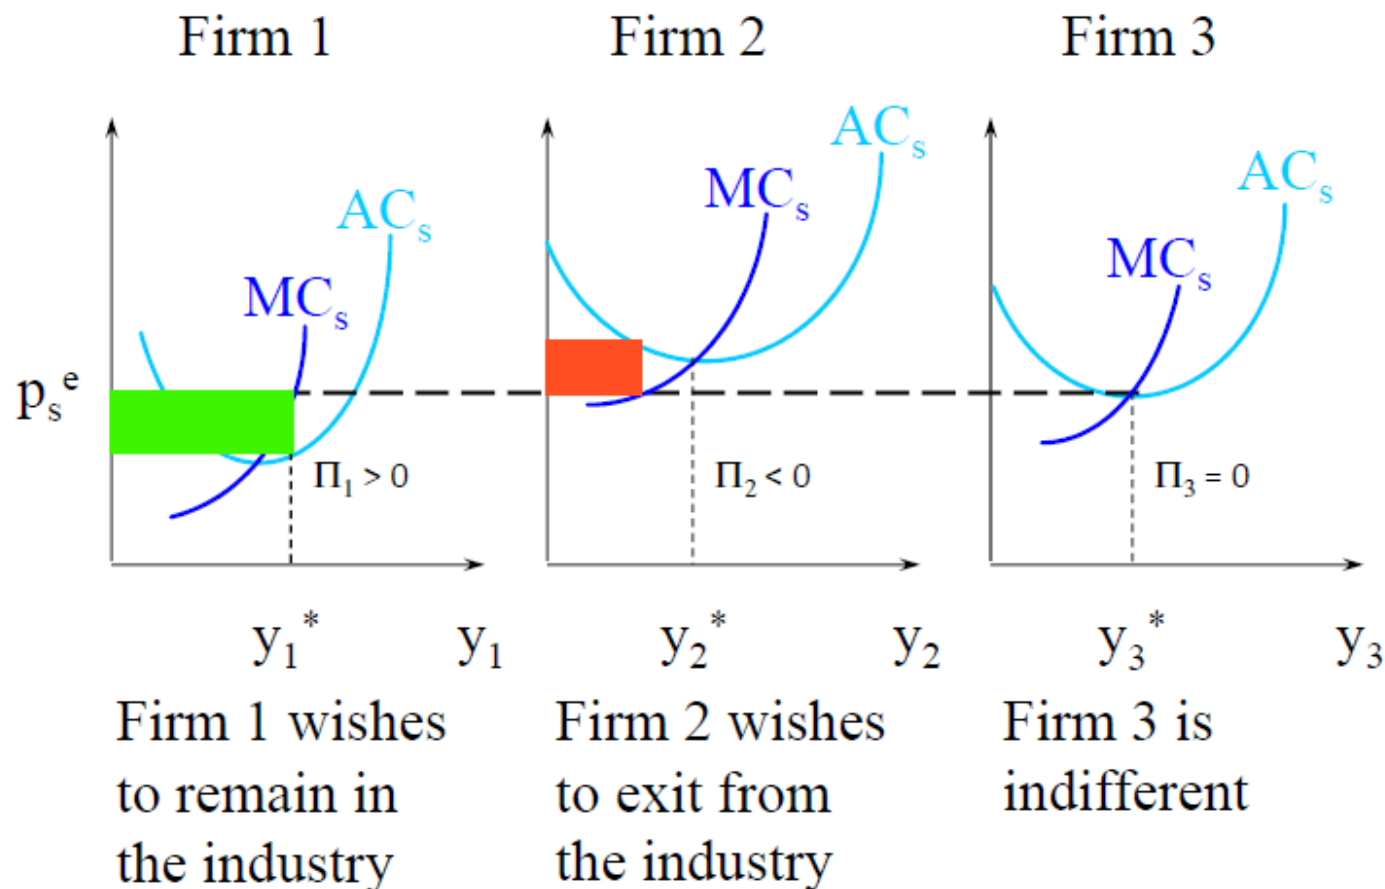 Firm 1
Firm 2
Firm 3
AC_s
MC_s
AC_s
MC_s
AC_s
MC_s
p_s^e
Π_1 > 0
Π_2 < 0
Π_3 = 0
y_1^* y_1
y_2^* y_2
y_3^* y_3
Firm 1 wishes
to remain in
the industry
Firm 2 wishes
to exit from
the industry
Firm 3 is
indifferent